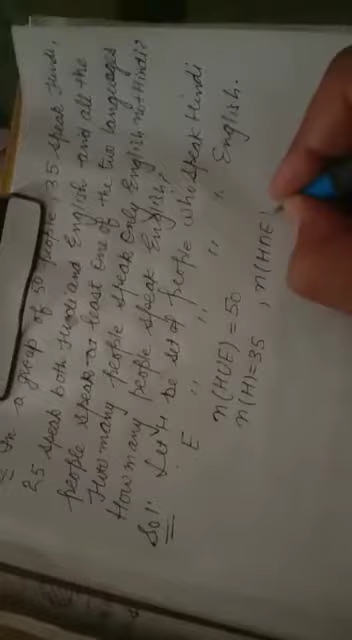 In a group of 50 people, 35 speak Hindi,
25 speak both Hindi and English and all the
people speak at least one of the two languages
How many people speak only English not Hindi?
How many people speak English?
Sol: Let H be set of people who speak Hindi
E " " " " " English.
n(HUE) = 50
n(H)=35 , n(H∩E)